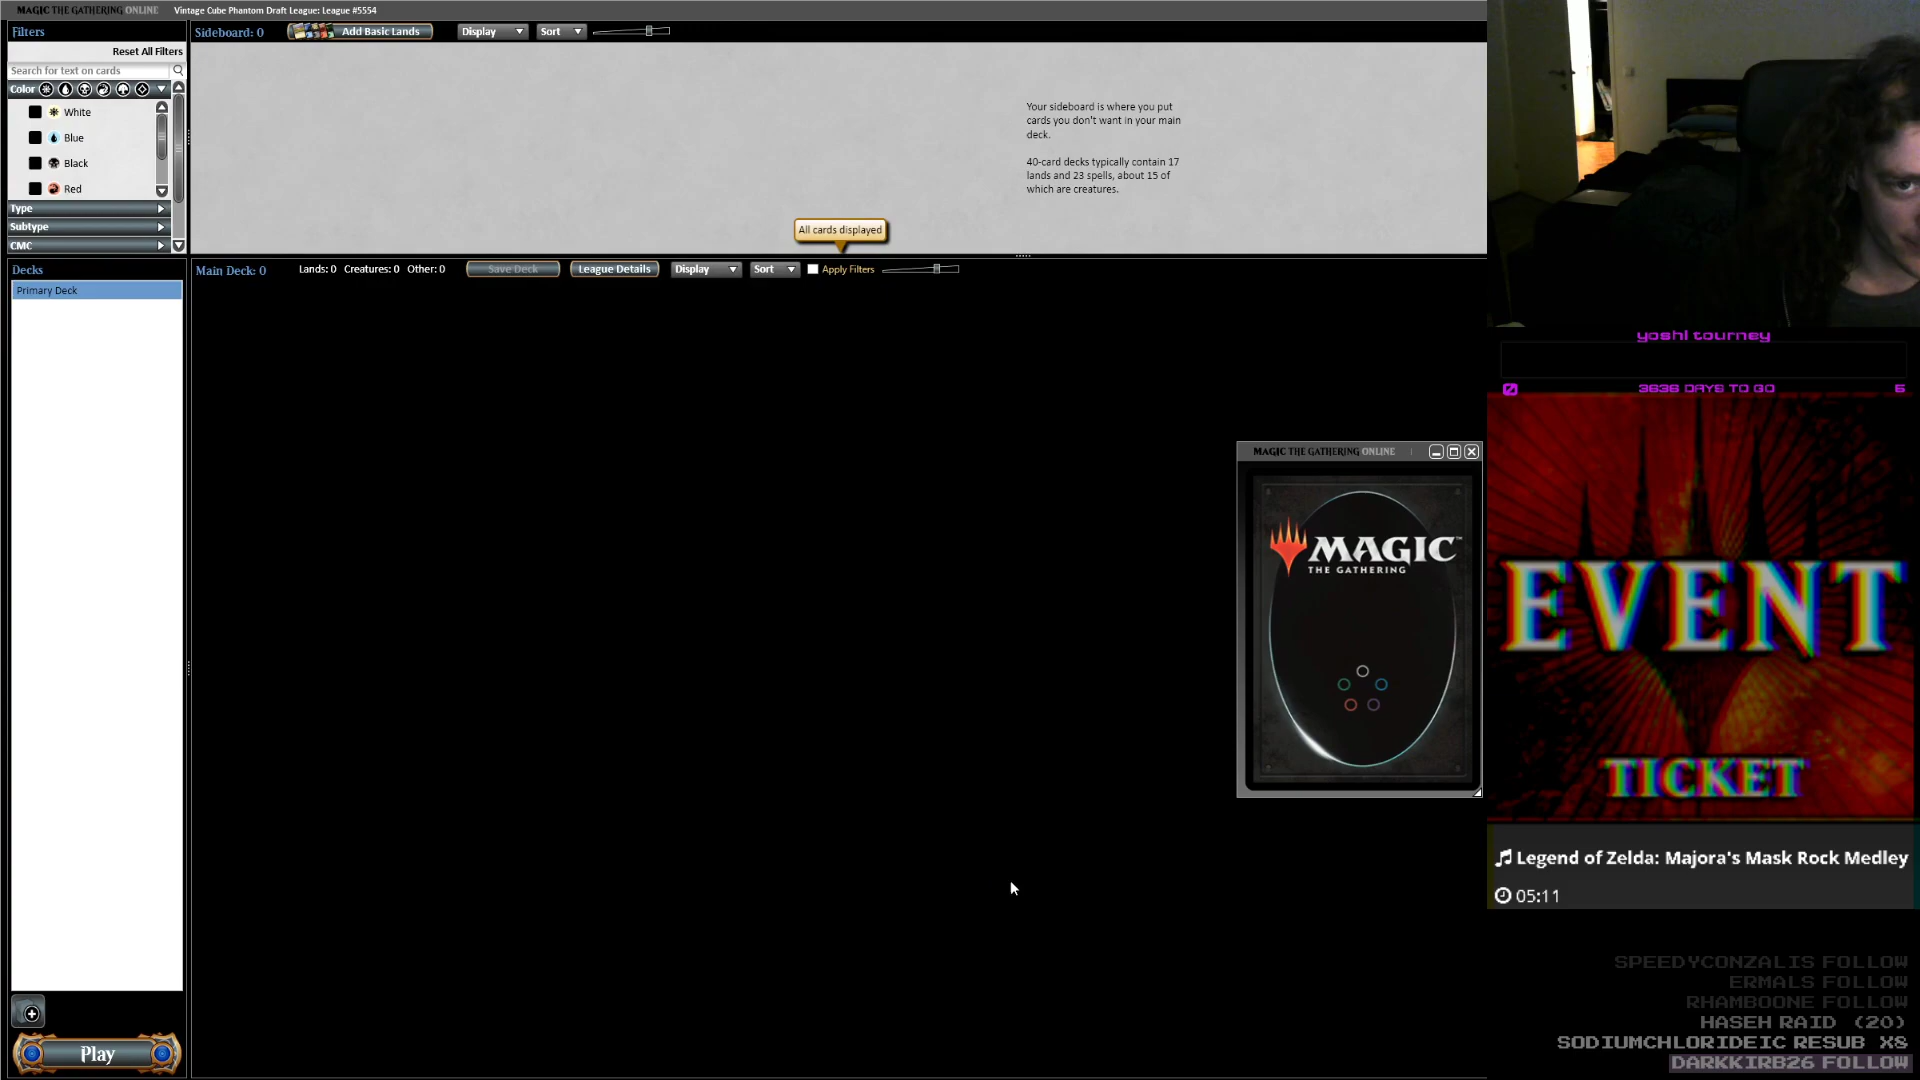 MAGIC THE GATHERING ONLINE
Vintage Cube Phantom Draft League: League #5554
Filters
Reset All Filters
Search for text on cards
Color
White
Blue
Black
Red
Type
Subtype
CMC
Sideboard: 0
Add Basic Lands
Display
Sort
Your sideboard is where you put
cards you don't want in your main
deck.
40-card decks typically contain 17
lands and 23 spells, about 15 of
which are creatures.
All cards displayed
Decks
Primary Deck
Main Deck: 0
Lands: 0 Creatures: 0 Other: 0
Save Deck
League Details
Display
Sort
Apply Filters
MAGIC THE GATHERING ONLINE
MAGIC™
THE GATHERING
Play
yoshi tourney
0
3636 DAYS TO GO
5
EVENT
TICKET
Legend of Zelda: Majora's Mask Rock Medley
05:11
SPEEDYCONZALIS FOLLOW
ERMALS FOLLOW
RHAMBOONE FOLLOW
HASEH RAID (20)
SODIUMCHLORIDEIC RESUB X8
DARKKIRB26 FOLLOW